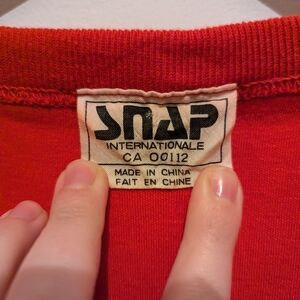 SNAP
INTERNATIONALE
CA 00112
MADE IN CHINA
FAIT EN CHINE